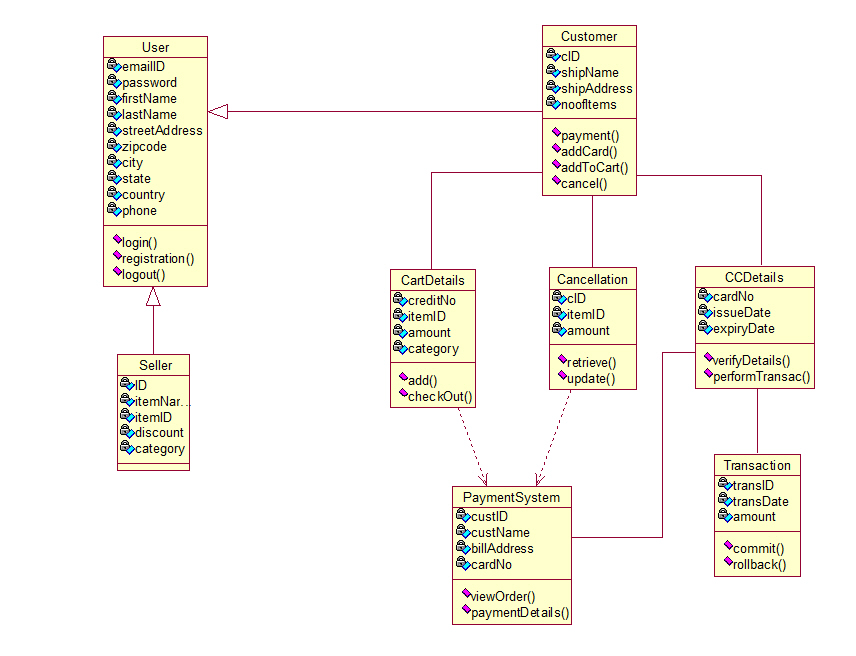 User
emailID
password
firstName
lastName
streetAddress
zipcode
city
state
country
phone
login()
registration()
logout()
Customer
cID
shipName
shipAddress
noofItems
payment()
addCard()
addToCart()
cancel()
Seller
ID
itemNar...
itemID
discount
category
CartDetails
creditNo
itemID
amount
category
add()
checkOut()
Cancellation
cID
itemID
amount
retrieve()
update()
CCDetails
cardNo
issueDate
expiryDate
verifyDetails()
performTransac()
PaymentSystem
custID
custName
billAddress
cardNo
viewOrder()
paymentDetails()
Transaction
transID
transDate
amount
commit()
rollback()